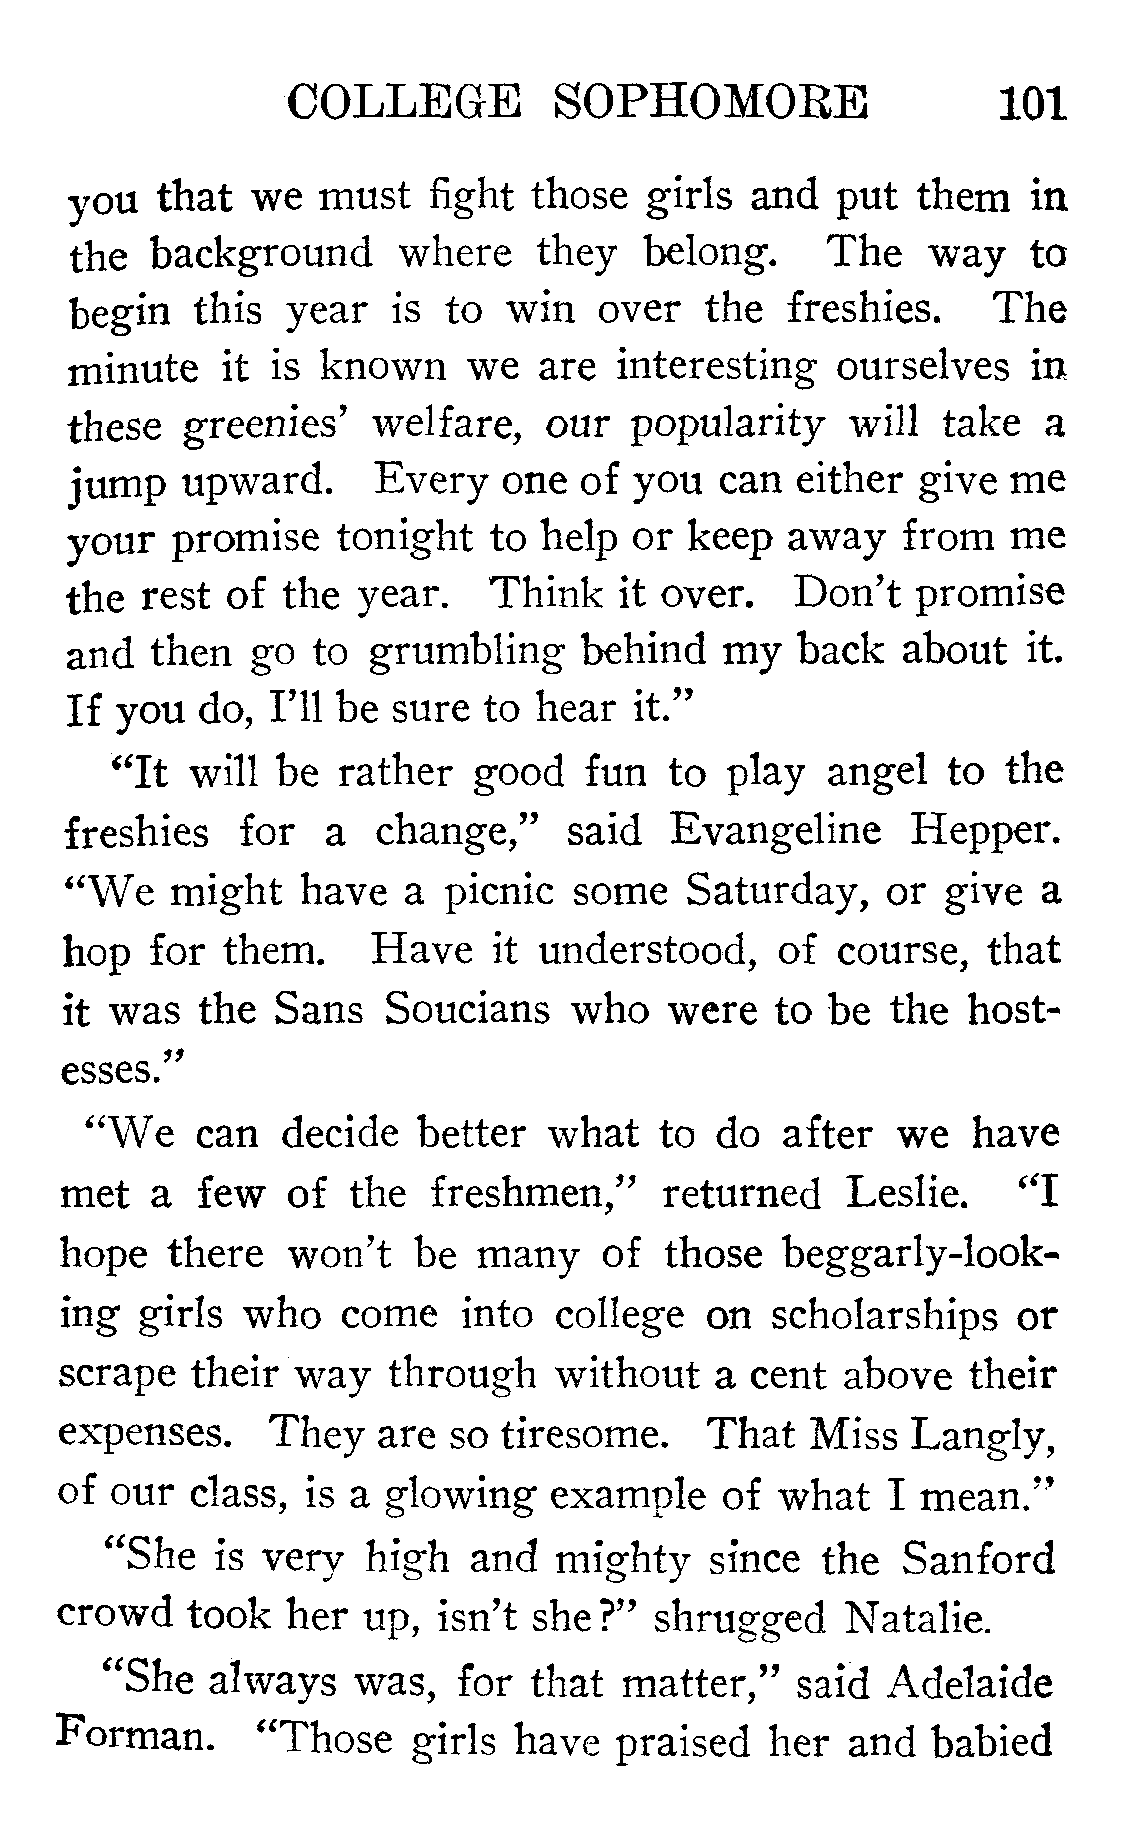 COLLEGE SOPHOMORE 101
you that we must fight those girls and put them in
the background where they belong. The way to
begin this year is to win over the freshies. The
minute it is known we are interesting ourselves in
these greenies’ welfare, our popularity will take a
jump upward. Every one of you can either give me
your promise tonight to help or keep away from me
the rest of the year. Think it over. Don’t promise
and then go to grumbling behind my back about it.
If you do, I’ll be sure to hear it.”
“It will be rather good fun to play angel to the
freshies for a change,” said Evangeline Hepper.
“We might have a picnic some Saturday, or give a
hop for them. Have it understood, of course, that
it was the Sans Soucians who were to be the host-
esses.”
“We can decide better what to do after we have
met a few of the freshmen,” returned Leslie. “I
hope there won’t be many of those beggarly-look-
ing girls who come into college on scholarships or
scrape their way through without a cent above their
expenses. They are so tiresome. That Miss Langly,
of our class, is a glowing example of what I mean.”
“She is very high and mighty since the Sanford
crowd took her up, isn’t she?” shrugged Natalie.
“She always was, for that matter,” said Adelaide
Forman. “Those girls have praised her and babied